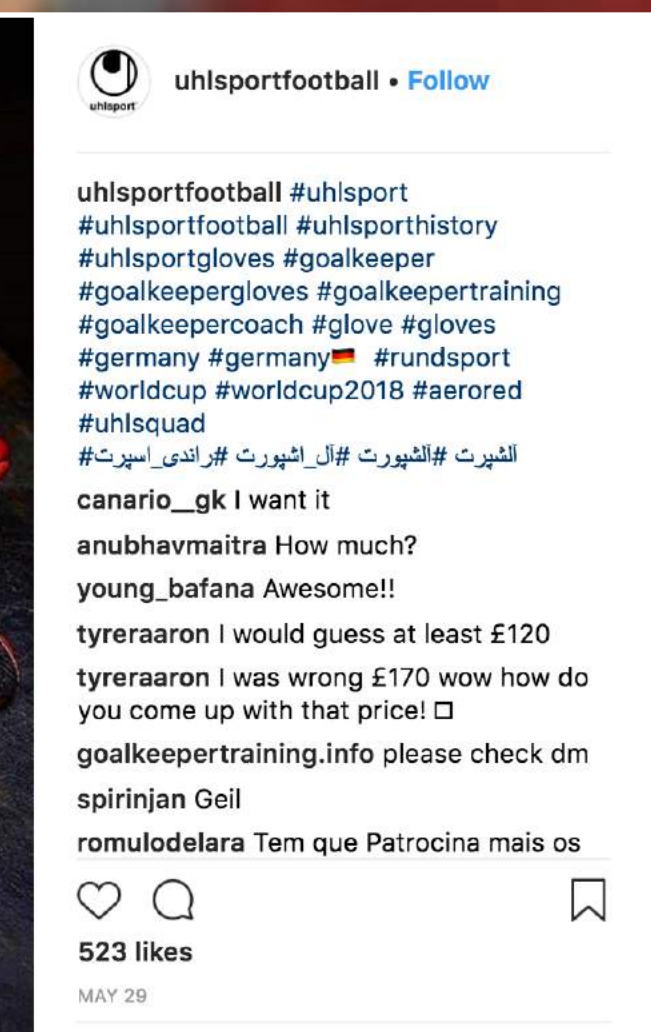 uhlsport
uhlsportfootball • Follow
uhlsportfootball #uhlsport
#uhlsportfootball #uhlsporthistory
#uhlsportgloves #goalkeeper
#goalkeepergloves #goalkeepertraining
#goalkeepercoach #glove #gloves
#germany #germany🇩🇪 #rundsport
#worldcup #worldcup2018 #aerored
#uhlsquad
#آلشپرت #آلشپورت #آل_اشپورت #راندی_اسپرت
canario__gk I want it
anubhavmaitra How much?
young_bafana Awesome!!
tyreraaron I would guess at least £120
tyreraaron I was wrong £170 wow how do
you come up with that price! □
goalkeepertraining.info please check dm
spirinjan Geil
romulodelara Tem que Patrocina mais os
523 likes
MAY 29